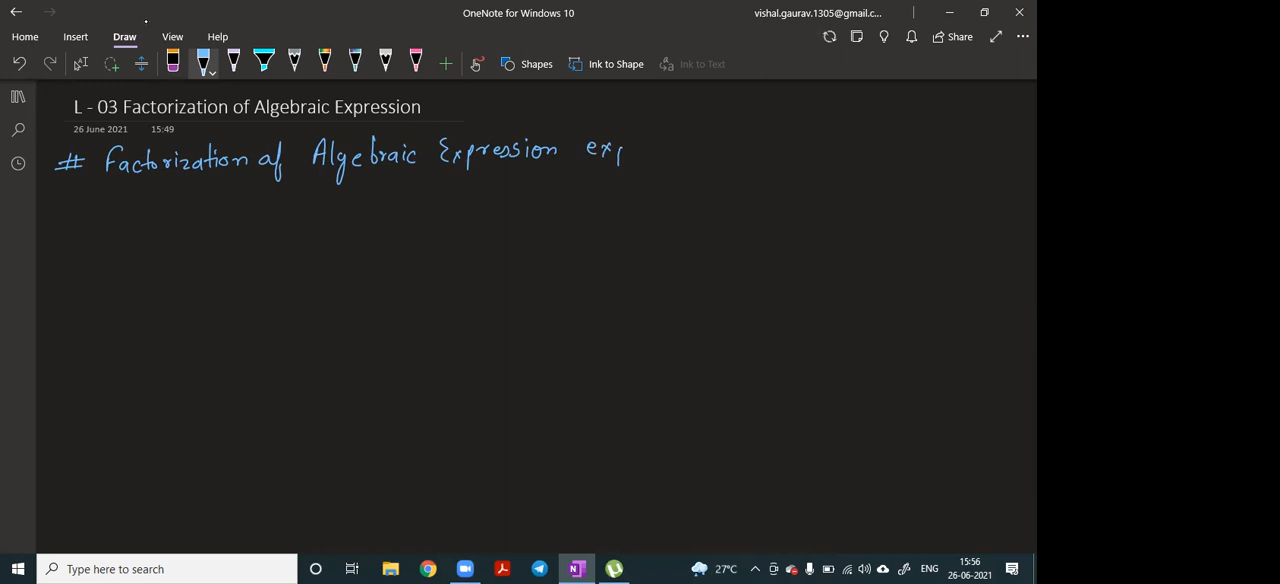 OneNote for Windows 10
vishal.gaurav.1305@gmail.c...
Home Insert Draw View Help
Share
Shapes Ink to Shape Ink to Text
L - 03 Factorization of Algebraic Expression
26 June 2021 15:49
# Factorization of Algebraic Expression exp
Type here to search
27°C
ENG
15:56
26-06-2021